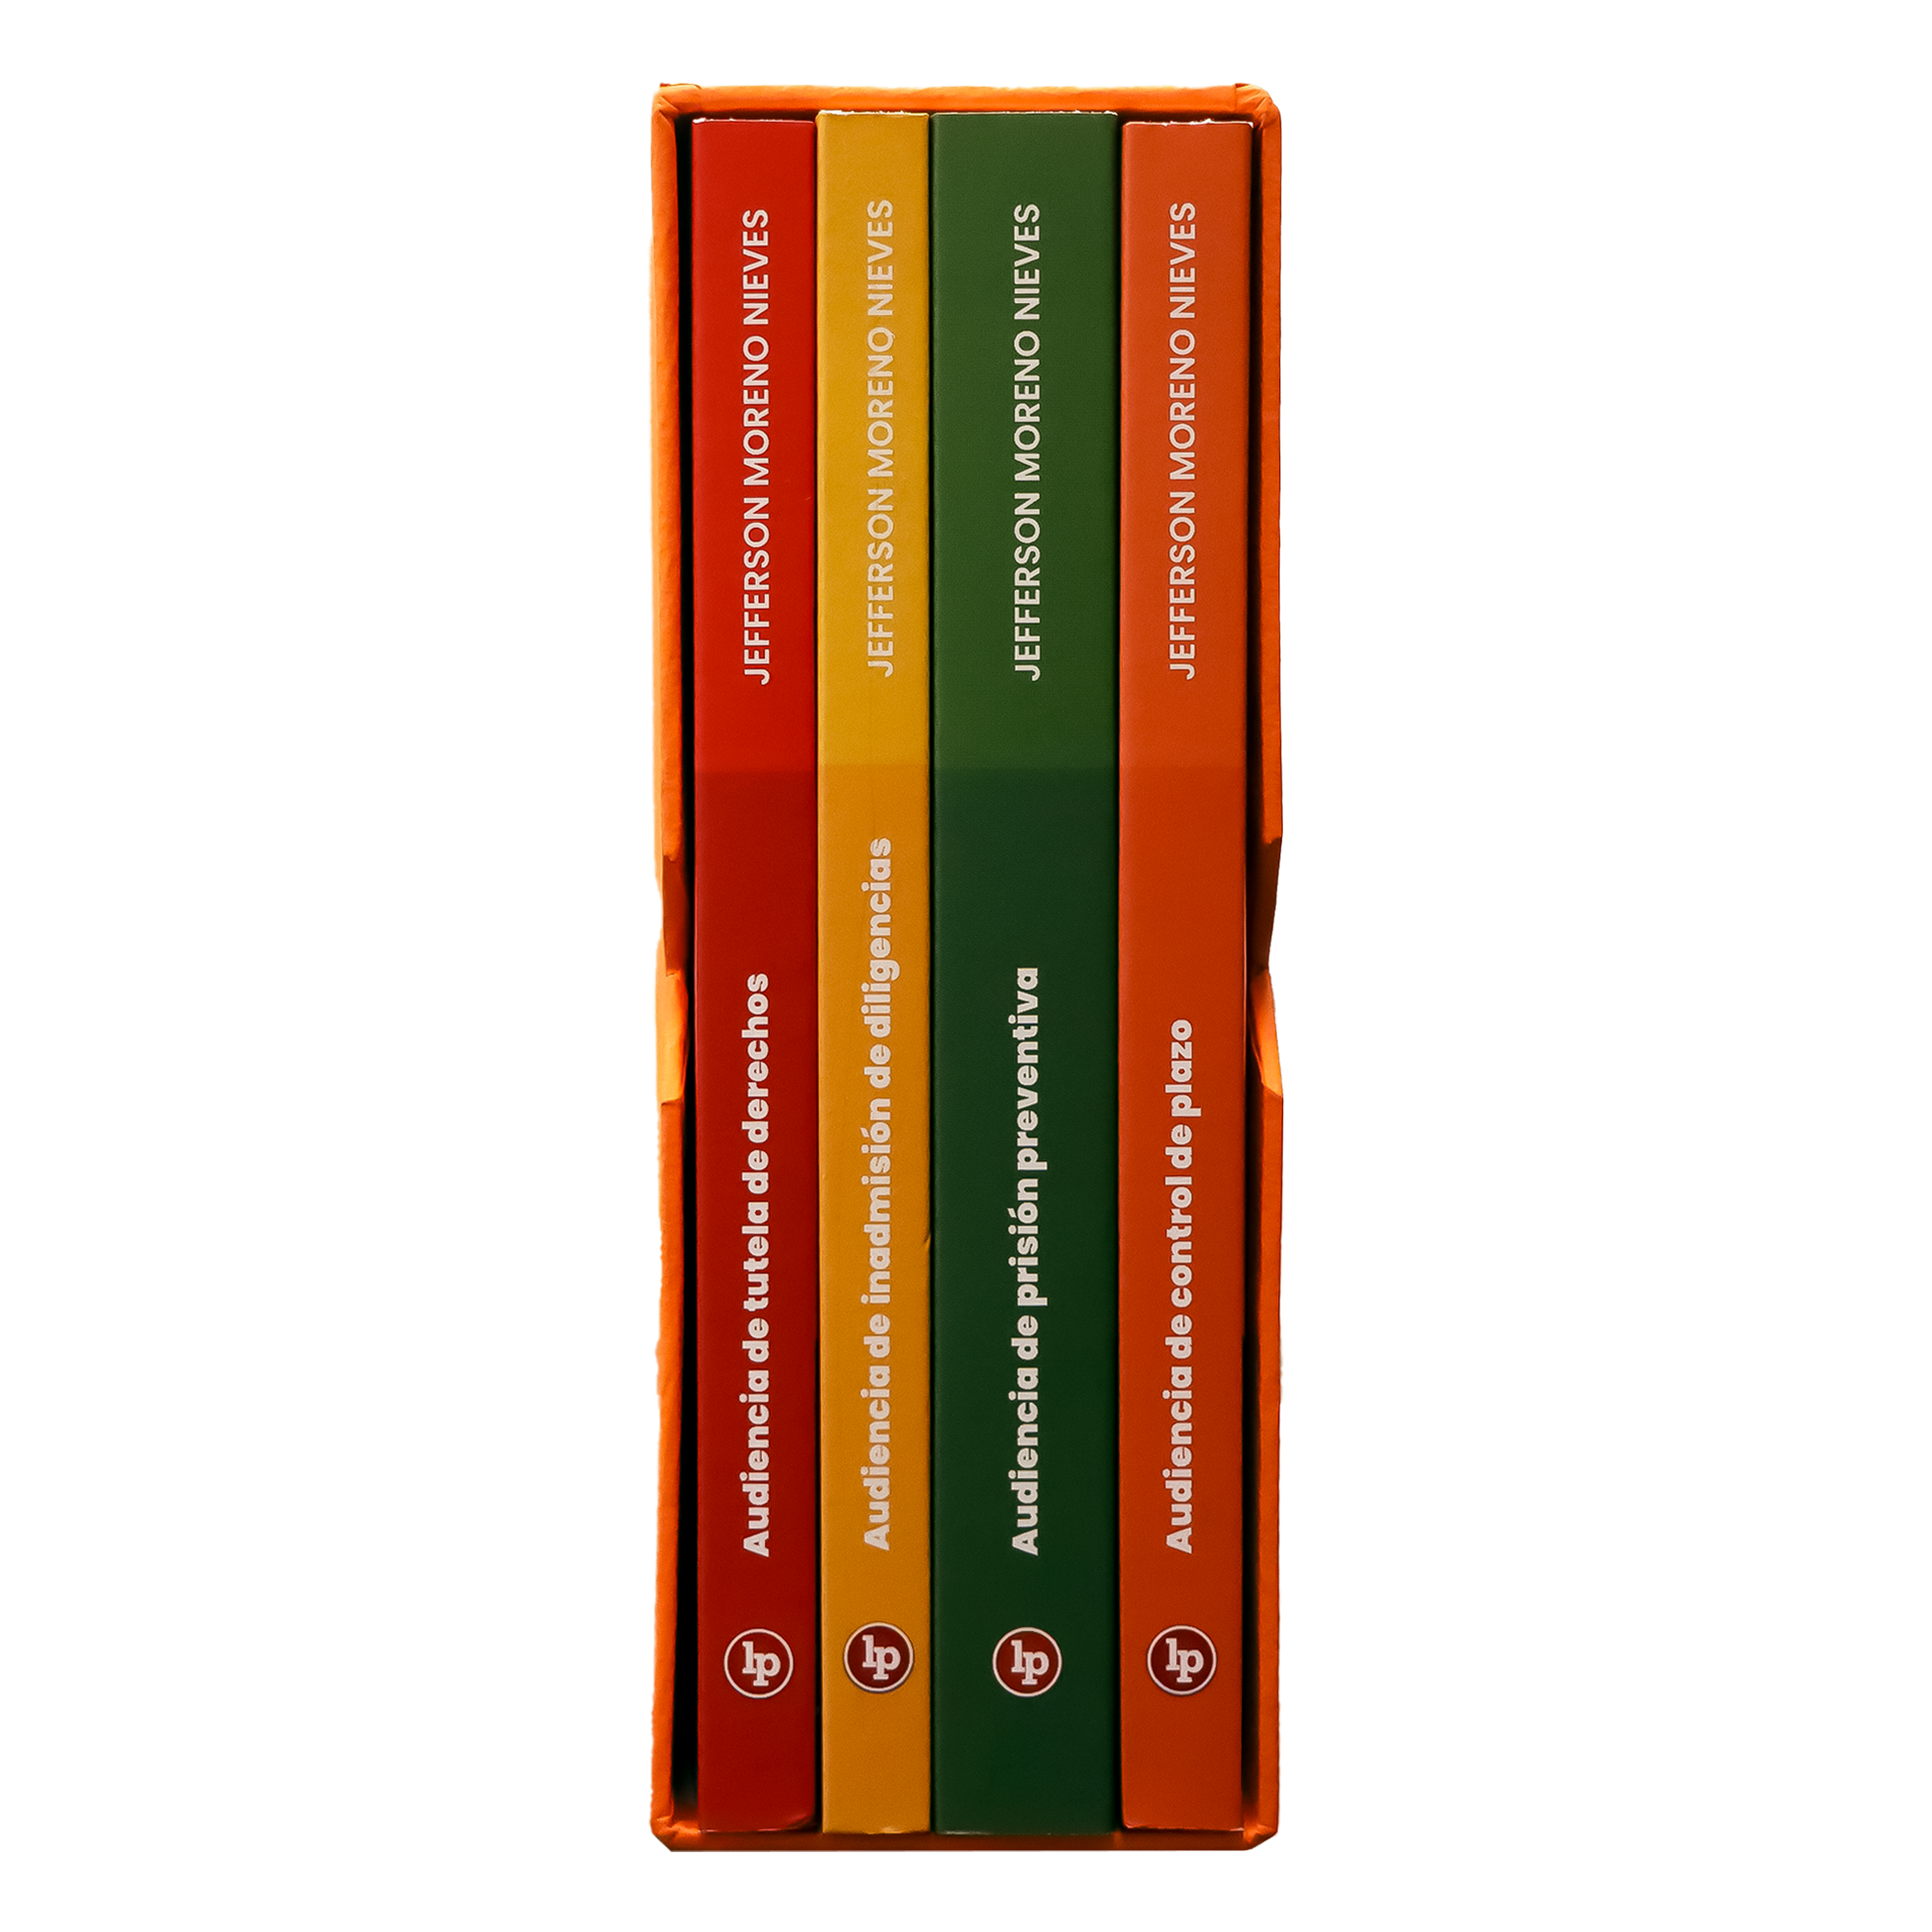 JEFFERSON MORENO NIEVES
Audiencia de tutela de derechos
lp
JEFFERSON MORENO NIEVES
Audiencia de inadmisión de diligencias
lp
JEFFERSON MORENO NIEVES
Audiencia de prisión preventiva
lp
JEFFERSON MORENO NIEVES
Audiencia de control de plazo
lp